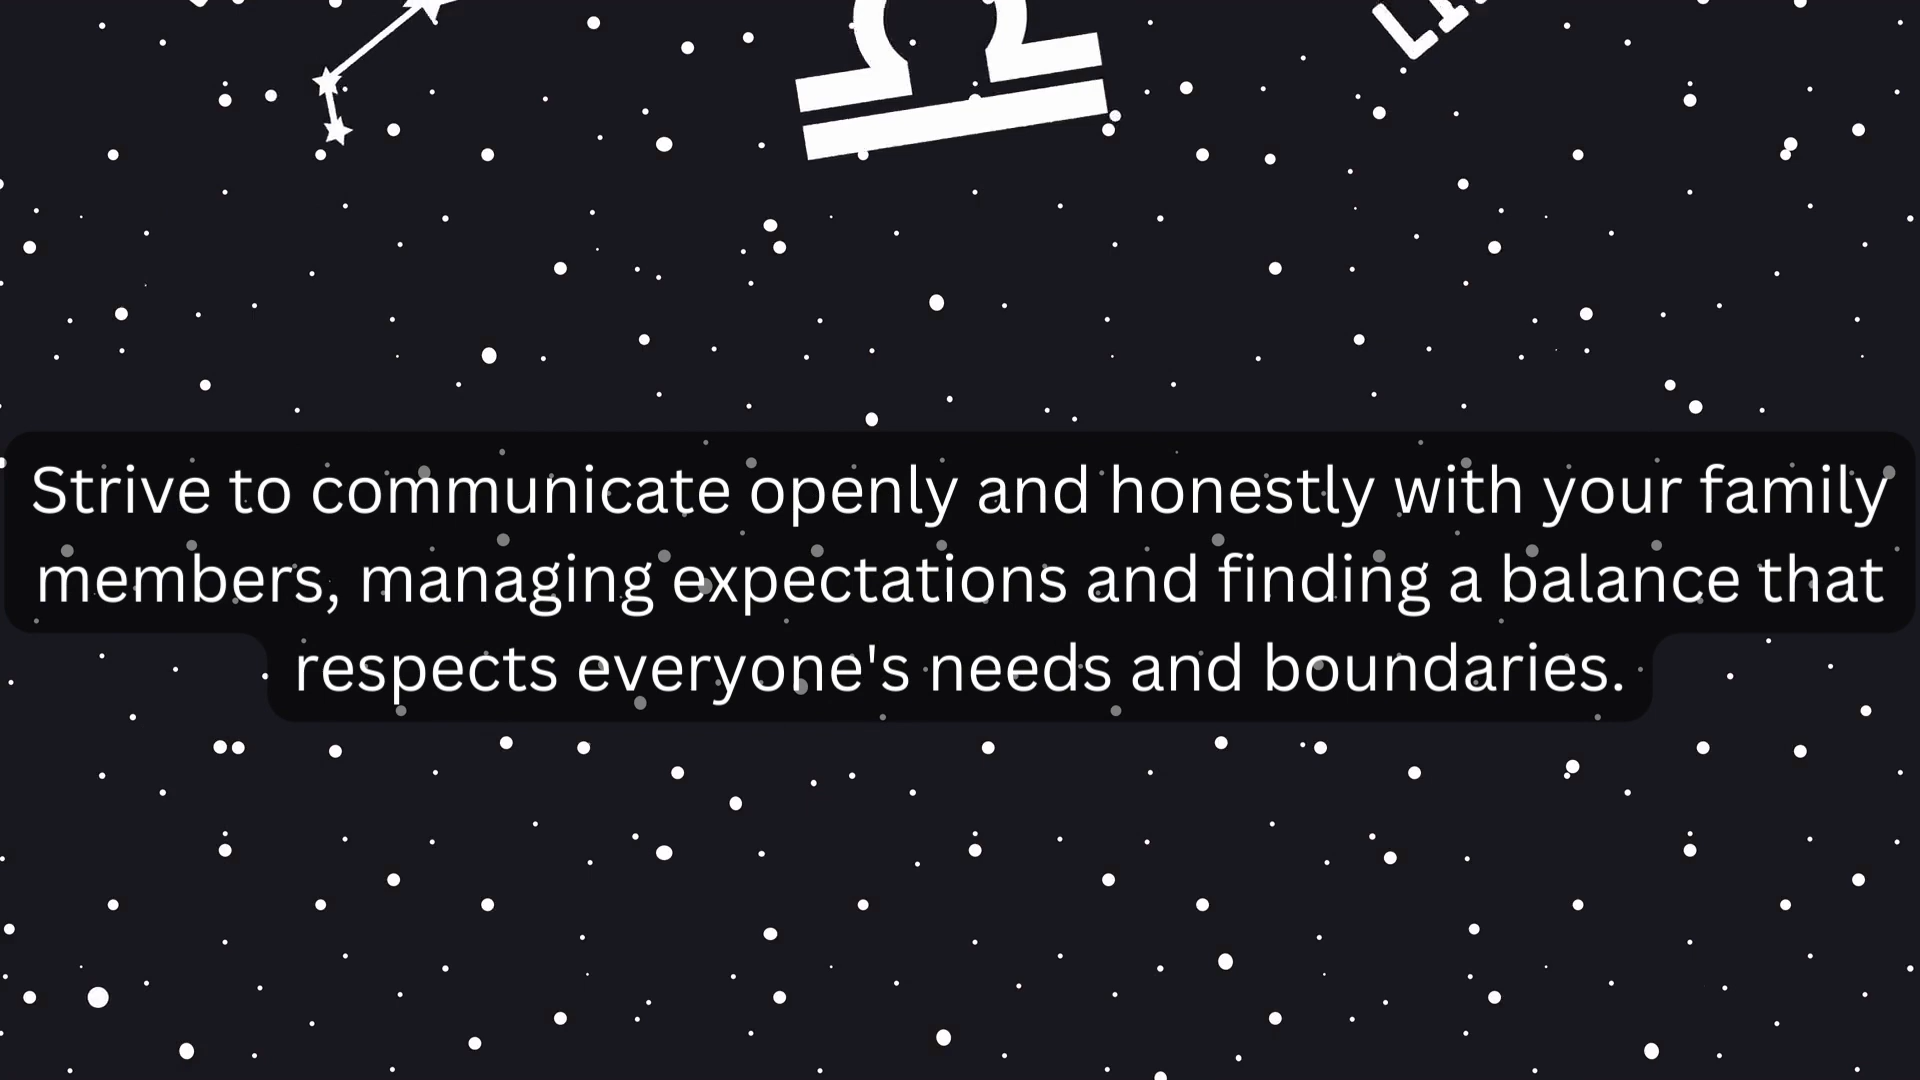 Strive to communicate openly and honestly with your family
members, managing expectations and finding a balance that
respects everyone's needs and boundaries.